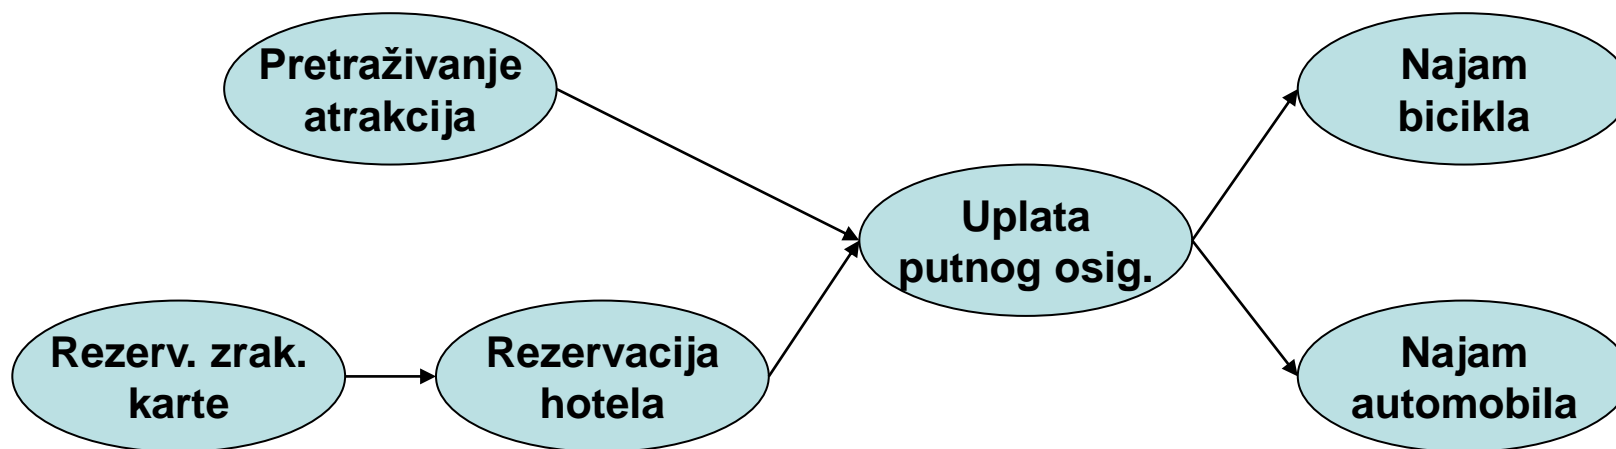 Pretraživanje
atrakcija
Najam
bicikla
Uplata
putnog osig.
Rezerv. zrak.
karte
Rezervacija
hotela
Najam
automobila